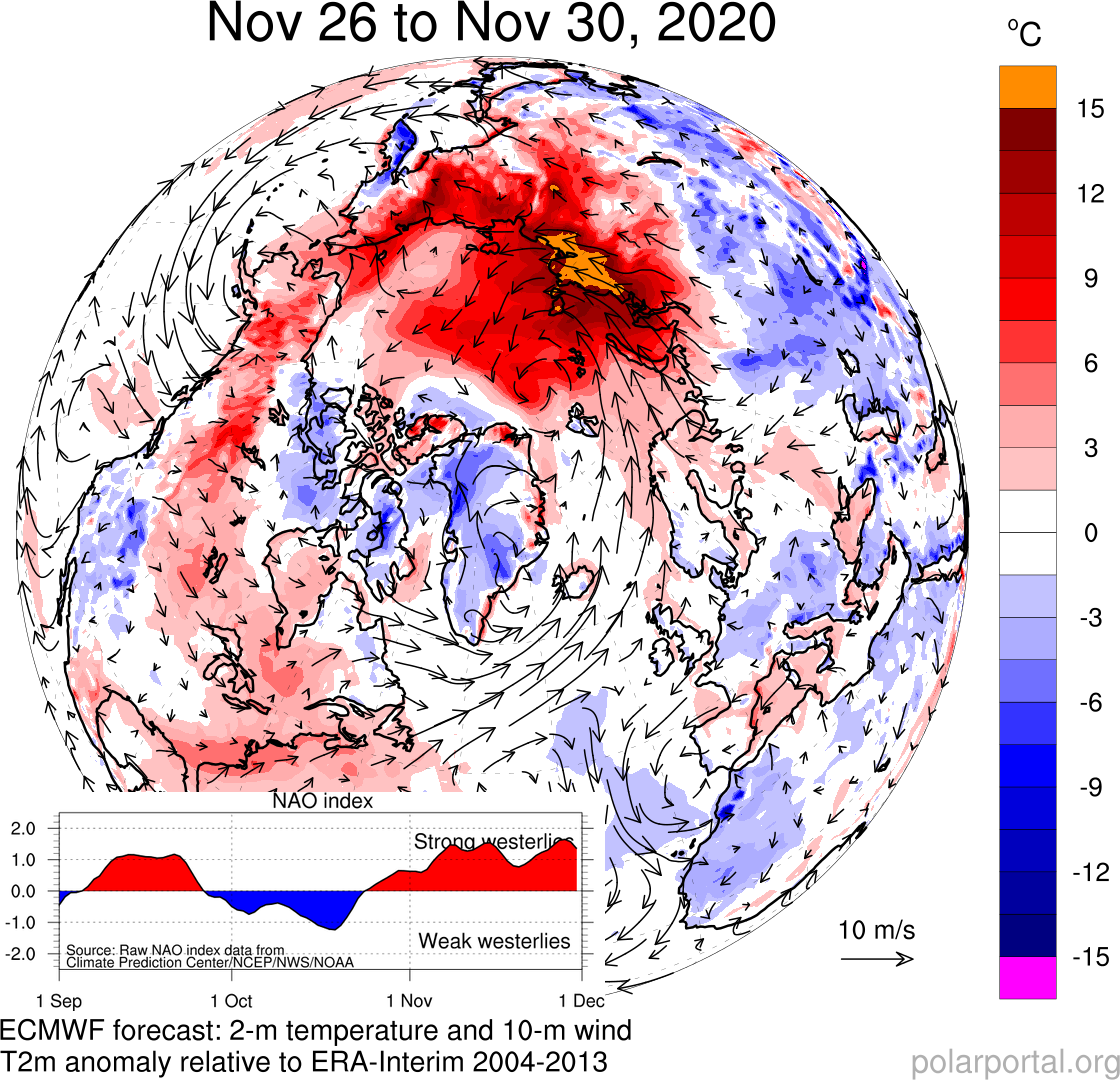 Nov 26 to Nov 30, 2020
°C
15
12
9
6
3
0
-3
-6
-9
-12
-15
10 m/s
NAO index
2.0
1.0
0.0
-1.0
-2.0
Strong westerlies
Weak westerlies
Source: Raw NAO index data from
Climate Prediction Center/NCEP/NWS/NOAA
1 Sep 1 Oct 1 Nov 1 Dec
ECMWF forecast: 2-m temperature and 10-m wind
T2m anomaly relative to ERA-Interim 2004-2013
polarportal.org